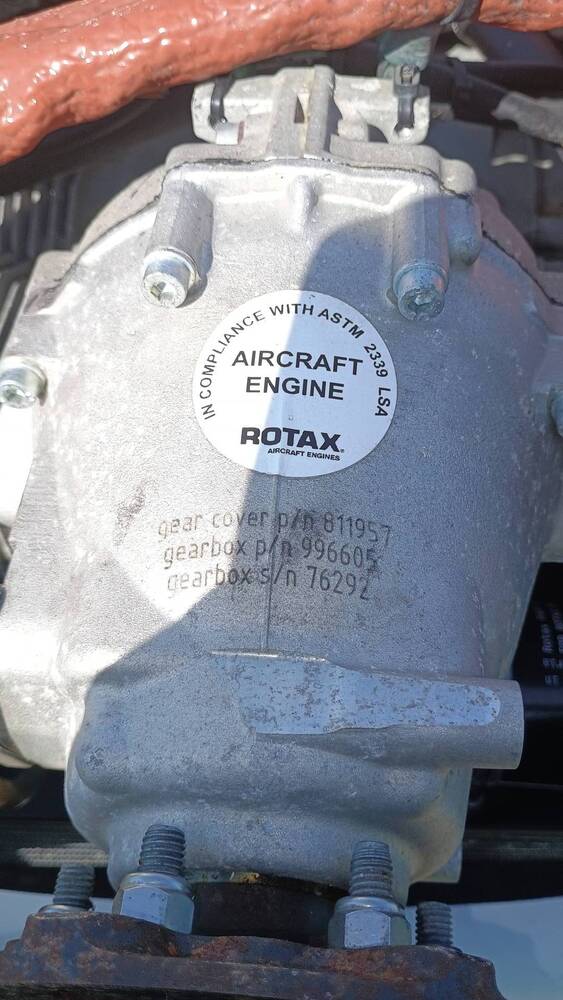 IN COMPLIANCE WITH ASTM 2339 LSA
AIRCRAFT
ENGINE
ROTAX®
AIRCRAFT ENGINES
gear cover p/n 811957
gearbox p/n 996605
gearbox s/n 76292